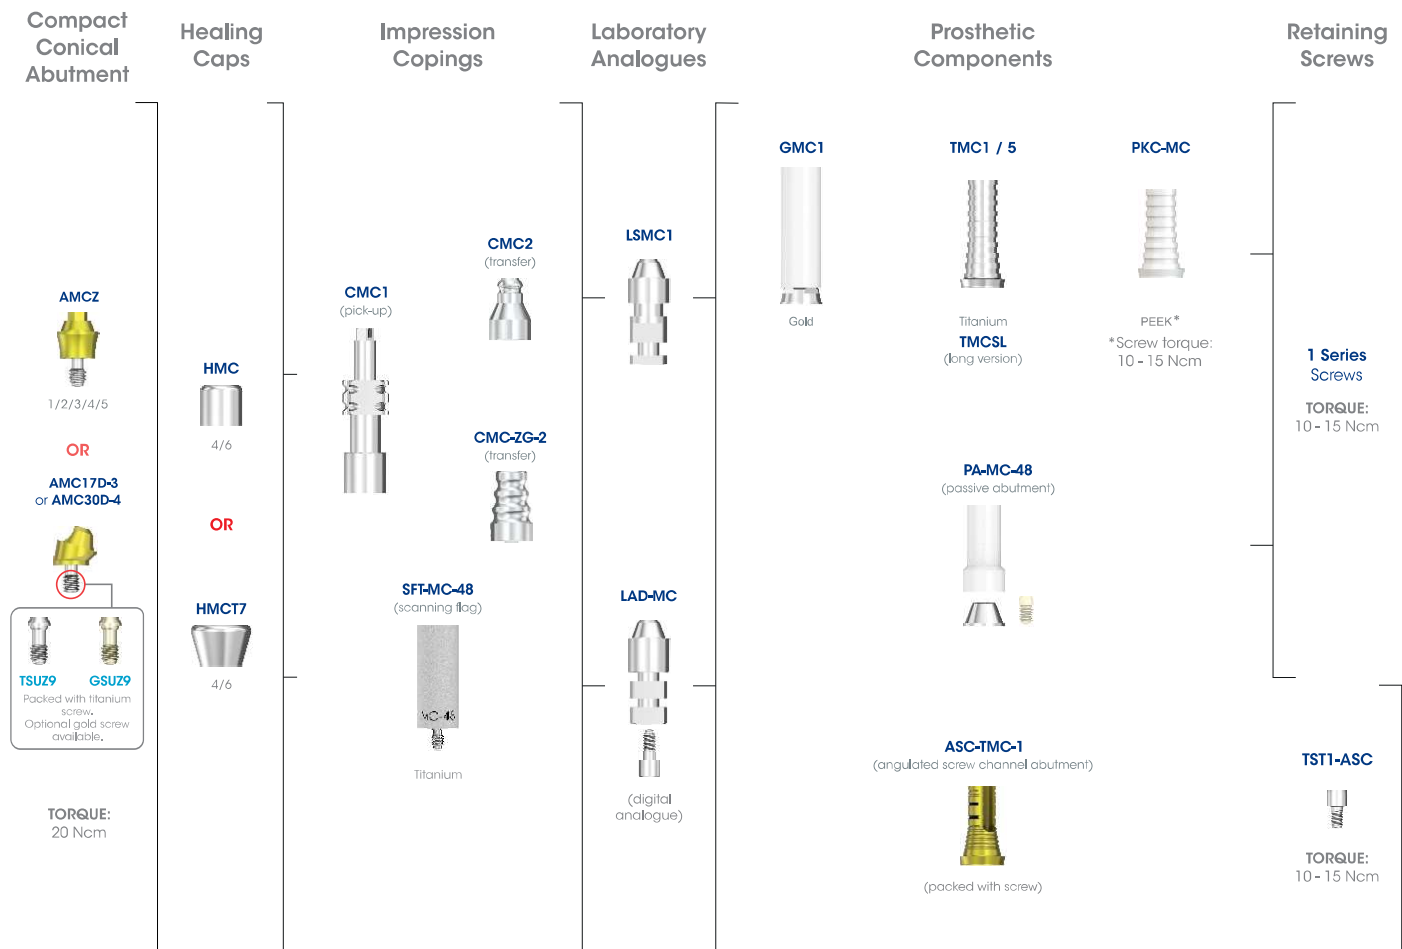 Compact
Conical
Abutment
Healing
Caps
Impression
Copings
Laboratory
Analogues
Prosthetic
Components
Retaining
Screws
AMCZ
1/2/3/4/5
OR
AMC17D-3
or AMC30D-4
TSUZ9
GSUZ9
Packed with titanium
screw.
Optional gold screw
available.
TORQUE:
20 Ncm
HMC
4/6
OR
HMCT7
4/6
CMC1
(pick-up)
CMC2
(transfer)
CMC-ZG-2
(transfer)
SFT-MC-48
(scanning flag)
MC-48
Titanium
LSMC1
LAD-MC
(digital
analogue)
GMC1
Gold
TMC1 / 5
Titanium
TMCSL
(long version)
PKC-MC
PEEK*
*Screw torque:
10 - 15 Ncm
PA-MC-48
(passive abutment)
ASC-TMC-1
(angulated screw channel abutment)
(packed with screw)
1 Series
Screws
TORQUE:
10 - 15 Ncm
TST1-ASC
TORQUE:
10 - 15 Ncm